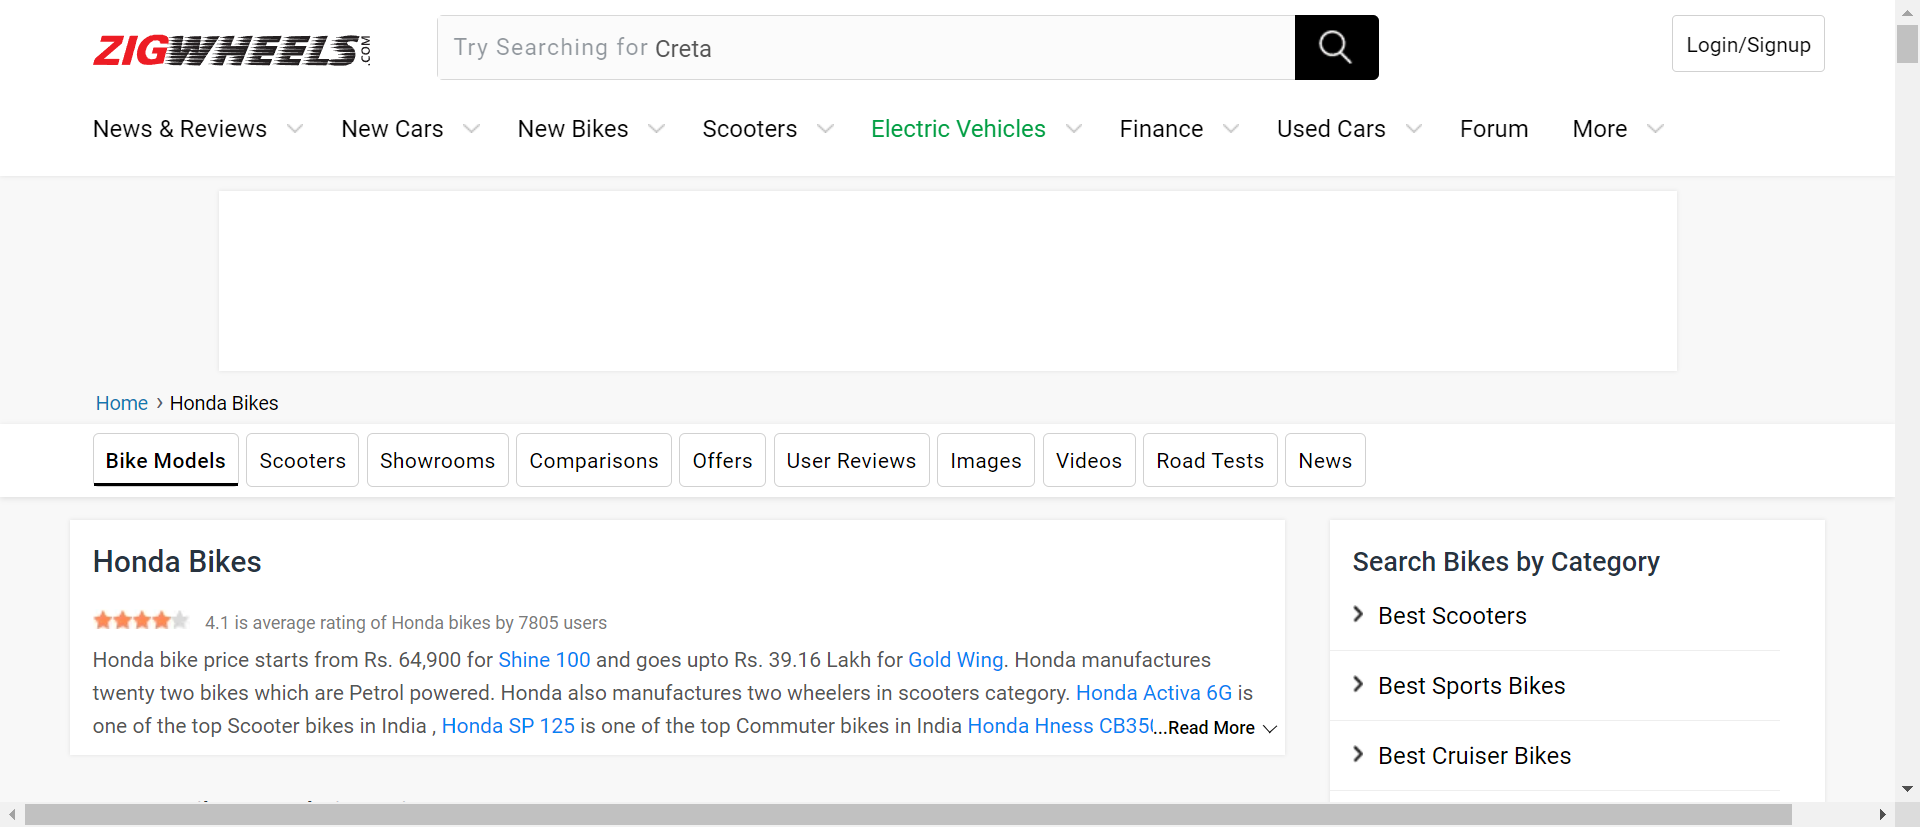 ZIGWHEELS.COM
Try Searching for Creta
Login/Signup
News & Reviews New Cars New Bikes Scooters Electric Vehicles Finance Used Cars Forum More
Home › Honda Bikes
Bike Models Scooters Showrooms Comparisons Offers User Reviews Images Videos Road Tests News
Honda Bikes
4.1 is average rating of Honda bikes by 7805 users
Honda bike price starts from Rs. 64,900 for Shine 100 and goes upto Rs. 39.16 Lakh for Gold Wing. Honda manufactures
twenty two bikes which are Petrol powered. Honda also manufactures two wheelers in scooters category. Honda Activa 6G is
one of the top Scooter bikes in India , Honda SP 125 is one of the top Commuter bikes in India Honda Hness CB350 ...Read More
Search Bikes by Category
Best Scooters
Best Sports Bikes
Best Cruiser Bikes